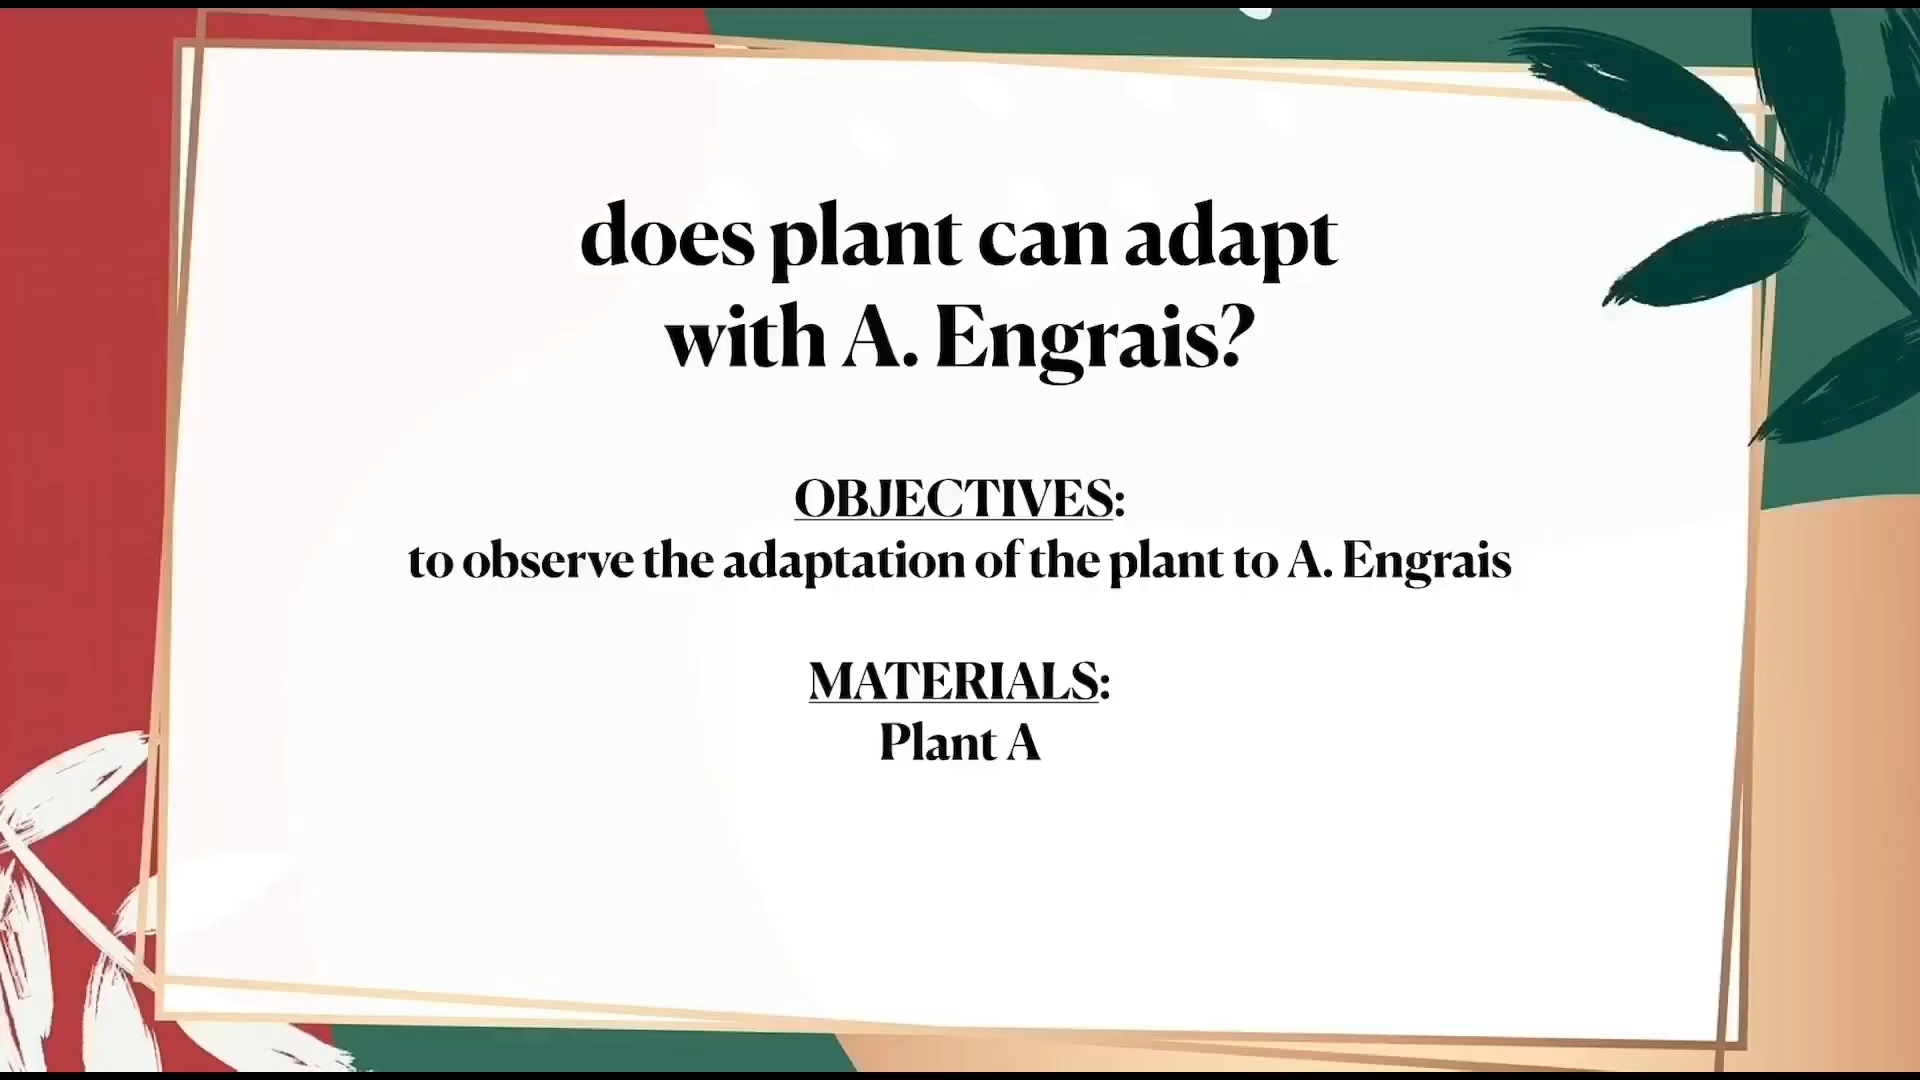 does plant can adapt
with A. Engrais?
OBJECTIVES:
to observe the adaptation of the plant to A. Engrais
MATERIALS:
Plant A